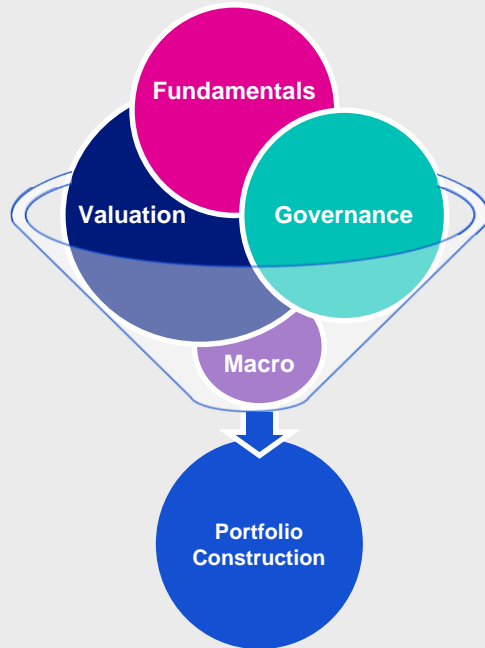 Fundamentals
Valuation
Governance
Macro
Portfolio
Construction